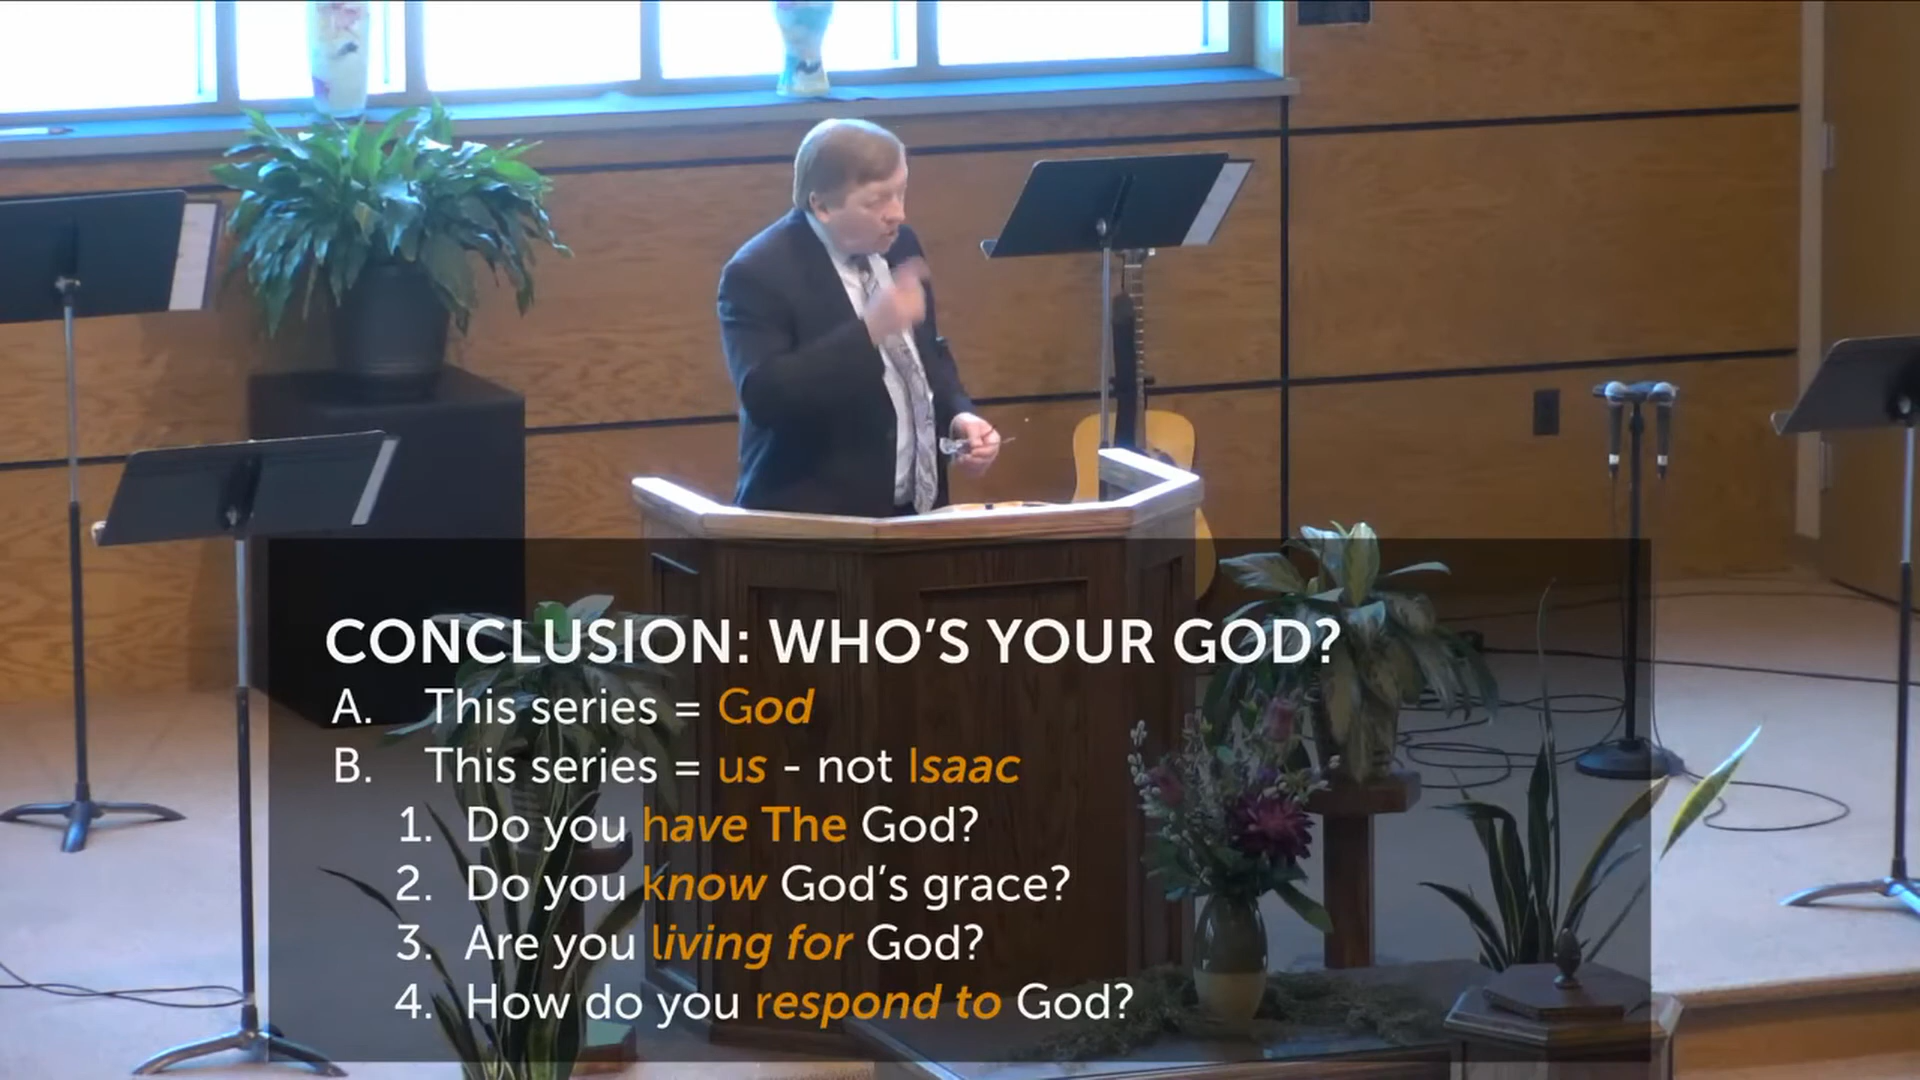 CONCLUSION: WHO'S YOUR GOD?
A. This series = God
B. This series = us - not Isaac
1. Do you have The God?
2. Do you know God's grace?
3. Are you living for God?
4. How do you respond to God?